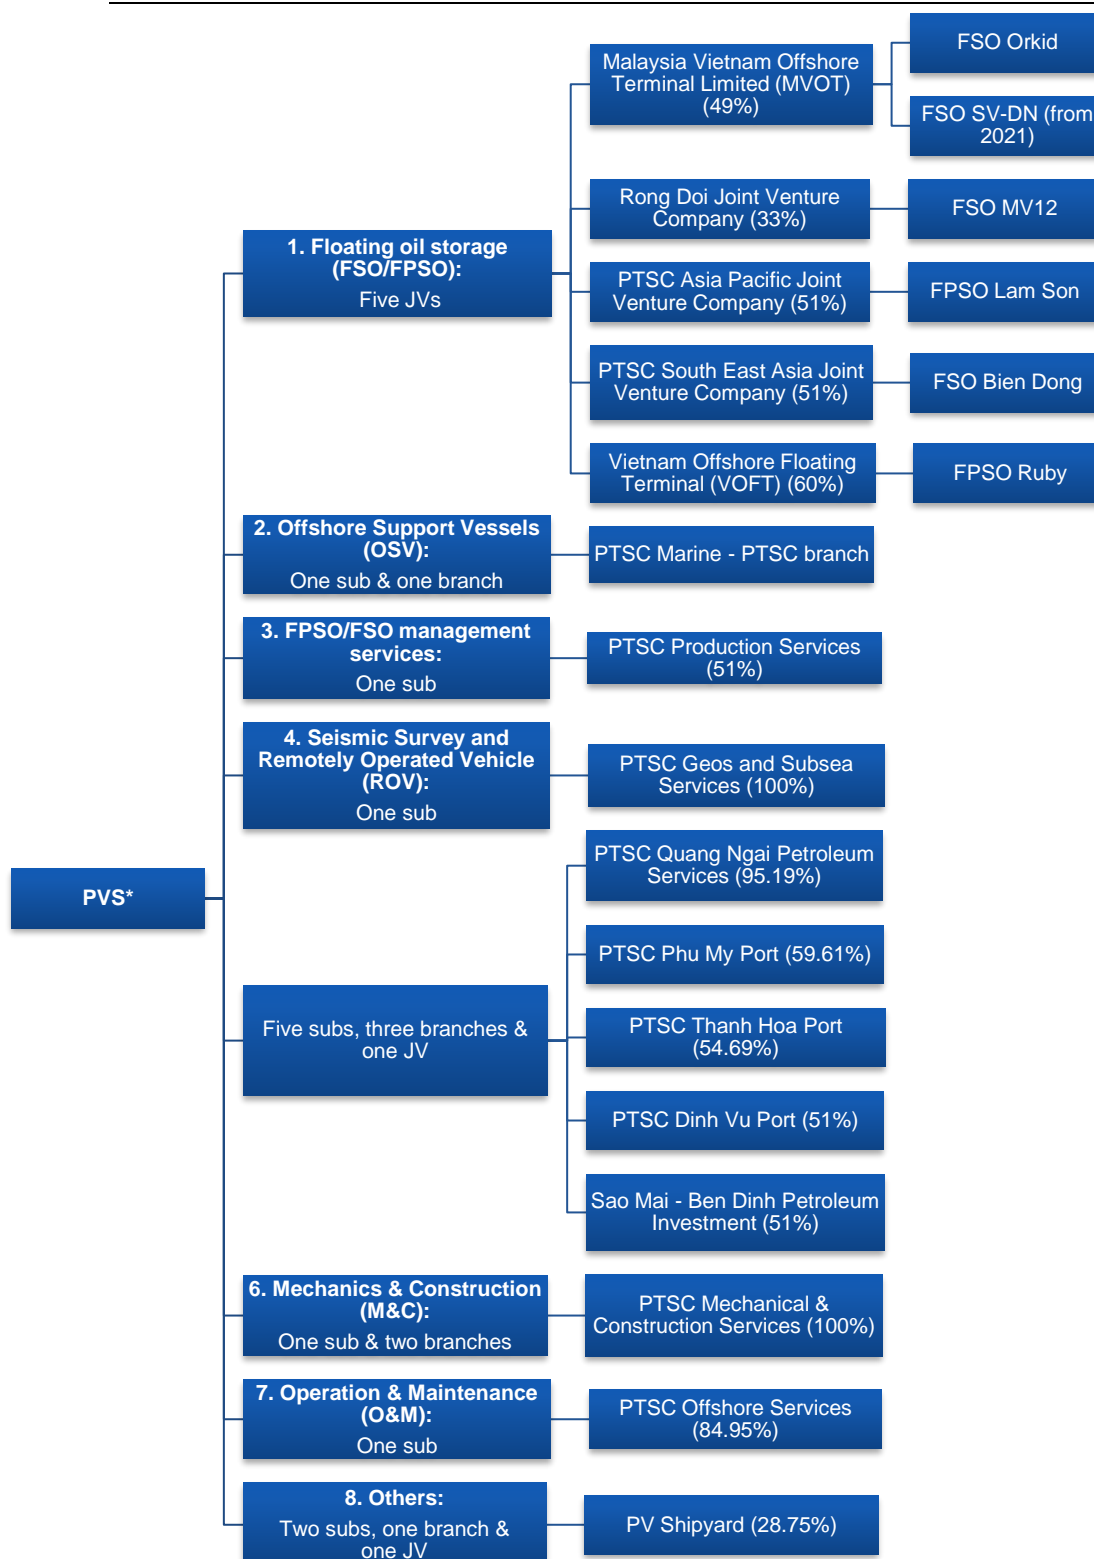 PVS*
1. Floating oil storage
(FSO/FPSO):
Five JVs
Malaysia Vietnam Offshore
Terminal Limited (MVOT)
(49%)
FSO Orkid
FSO SV-DN (from
2021)
Rong Doi Joint Venture
Company (33%)
FSO MV12
PTSC Asia Pacific Joint
Venture Company (51%)
FPSO Lam Son
PTSC South East Asia Joint
Venture Company (51%)
FSO Bien Dong
Vietnam Offshore Floating
Terminal (VOFT) (60%)
FPSO Ruby
2. Offshore Support Vessels
(OSV):
One sub & one branch
PTSC Marine - PTSC branch
3. FPSO/FSO management
services:
One sub
PTSC Production Services
(51%)
4. Seismic Survey and
Remotely Operated Vehicle
(ROV):
One sub
PTSC Geos and Subsea
Services (100%)
Five subs, three branches &
one JV
PTSC Quang Ngai Petroleum
Services (95.19%)
PTSC Phu My Port (59.61%)
PTSC Thanh Hoa Port
(54.69%)
PTSC Dinh Vu Port (51%)
Sao Mai - Ben Dinh Petroleum
Investment (51%)
6. Mechanics & Construction
(M&C):
One sub & two branches
PTSC Mechanical &
Construction Services (100%)
7. Operation & Maintenance
(O&M):
One sub
PTSC Offshore Services
(84.95%)
8. Others:
Two subs, one branch &
one JV
PV Shipyard (28.75%)